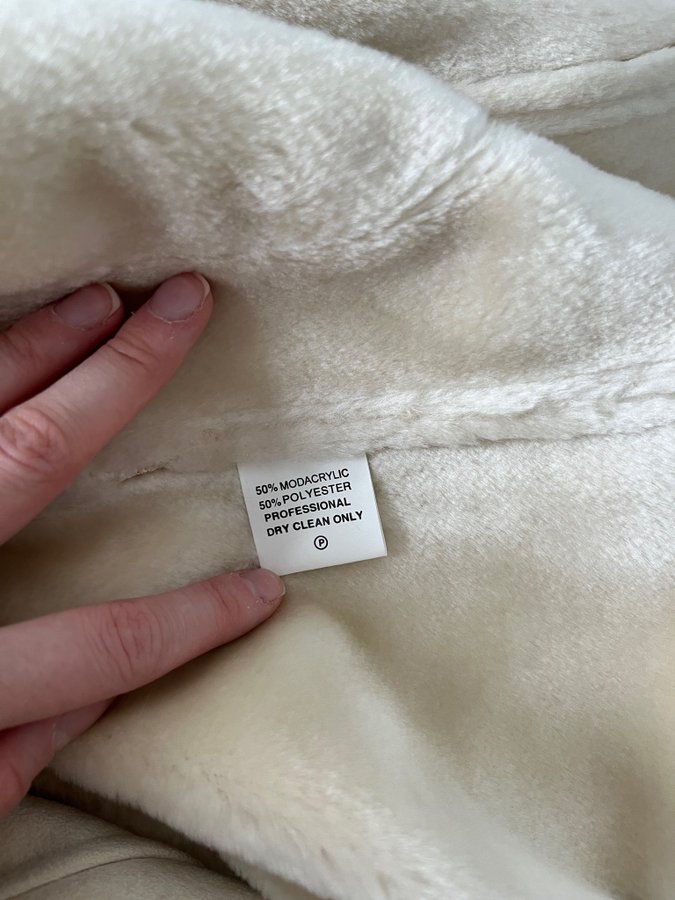 50% MODACRYLIC
50% POLYESTER
PROFESSIONAL
DRY CLEAN ONLY
P